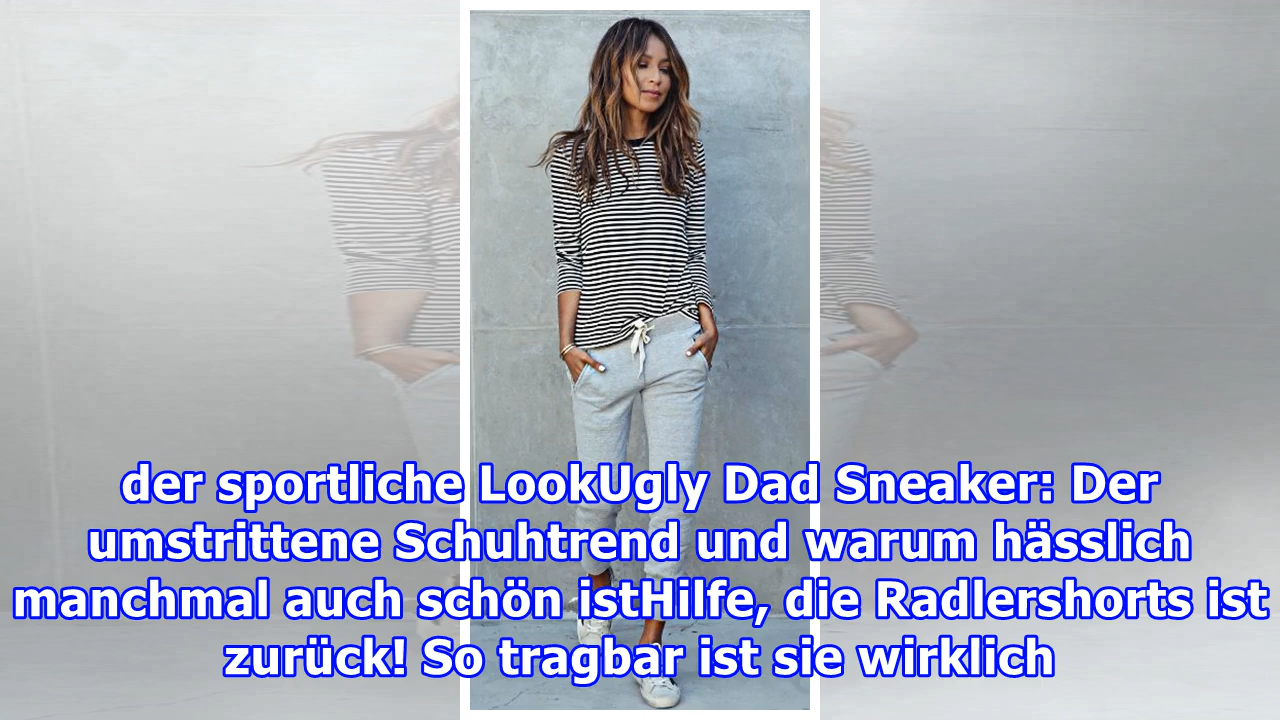 der sportliche LookUgly Dad Sneaker: Der
umstrittene Schuhtrend und warum hässlich
manchmal auch schön istHilfe, die Radlershorts ist
zurück! So tragbar ist sie wirklich